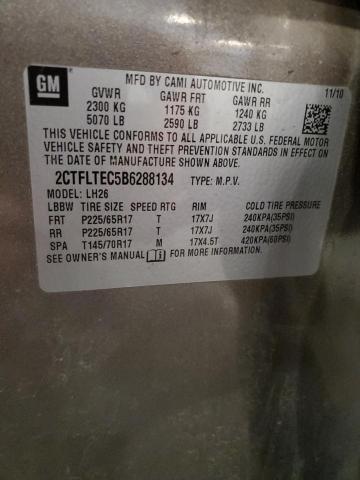 GM
MFD BY CAMI AUTOMOTIVE INC.
11/10
GVWR GAWR FRT GAWR RR
2300 KG 1175 KG 1240 KG
5070 LB 2590 LB 2733 LB
THIS VEHICLE CONFORMS TO ALL APPLICABLE U.S. FEDERAL MOTOR
VEHICLE SAFETY, BUMPER, AND THEFT PREVENTION STANDARDS
IN EFFECT ON THE DATE OF MANUFACTURE SHOWN ABOVE.
2CTFLTEC5B6288134 TYPE: M.P.V.
MODEL: LH26
LBBW TIRE SIZE SPEED RTG RIM COLD TIRE PRESSURE
FRT P225/65R17 T 17X7J 240KPA(35PSI)
RR P225/65R17 T 17X7J 240KPA(35PSI)
SPA T145/70R17 M 17X4.5T 420KPA(60PSI)
SEE OWNER'S MANUAL FOR MORE INFORMATION.